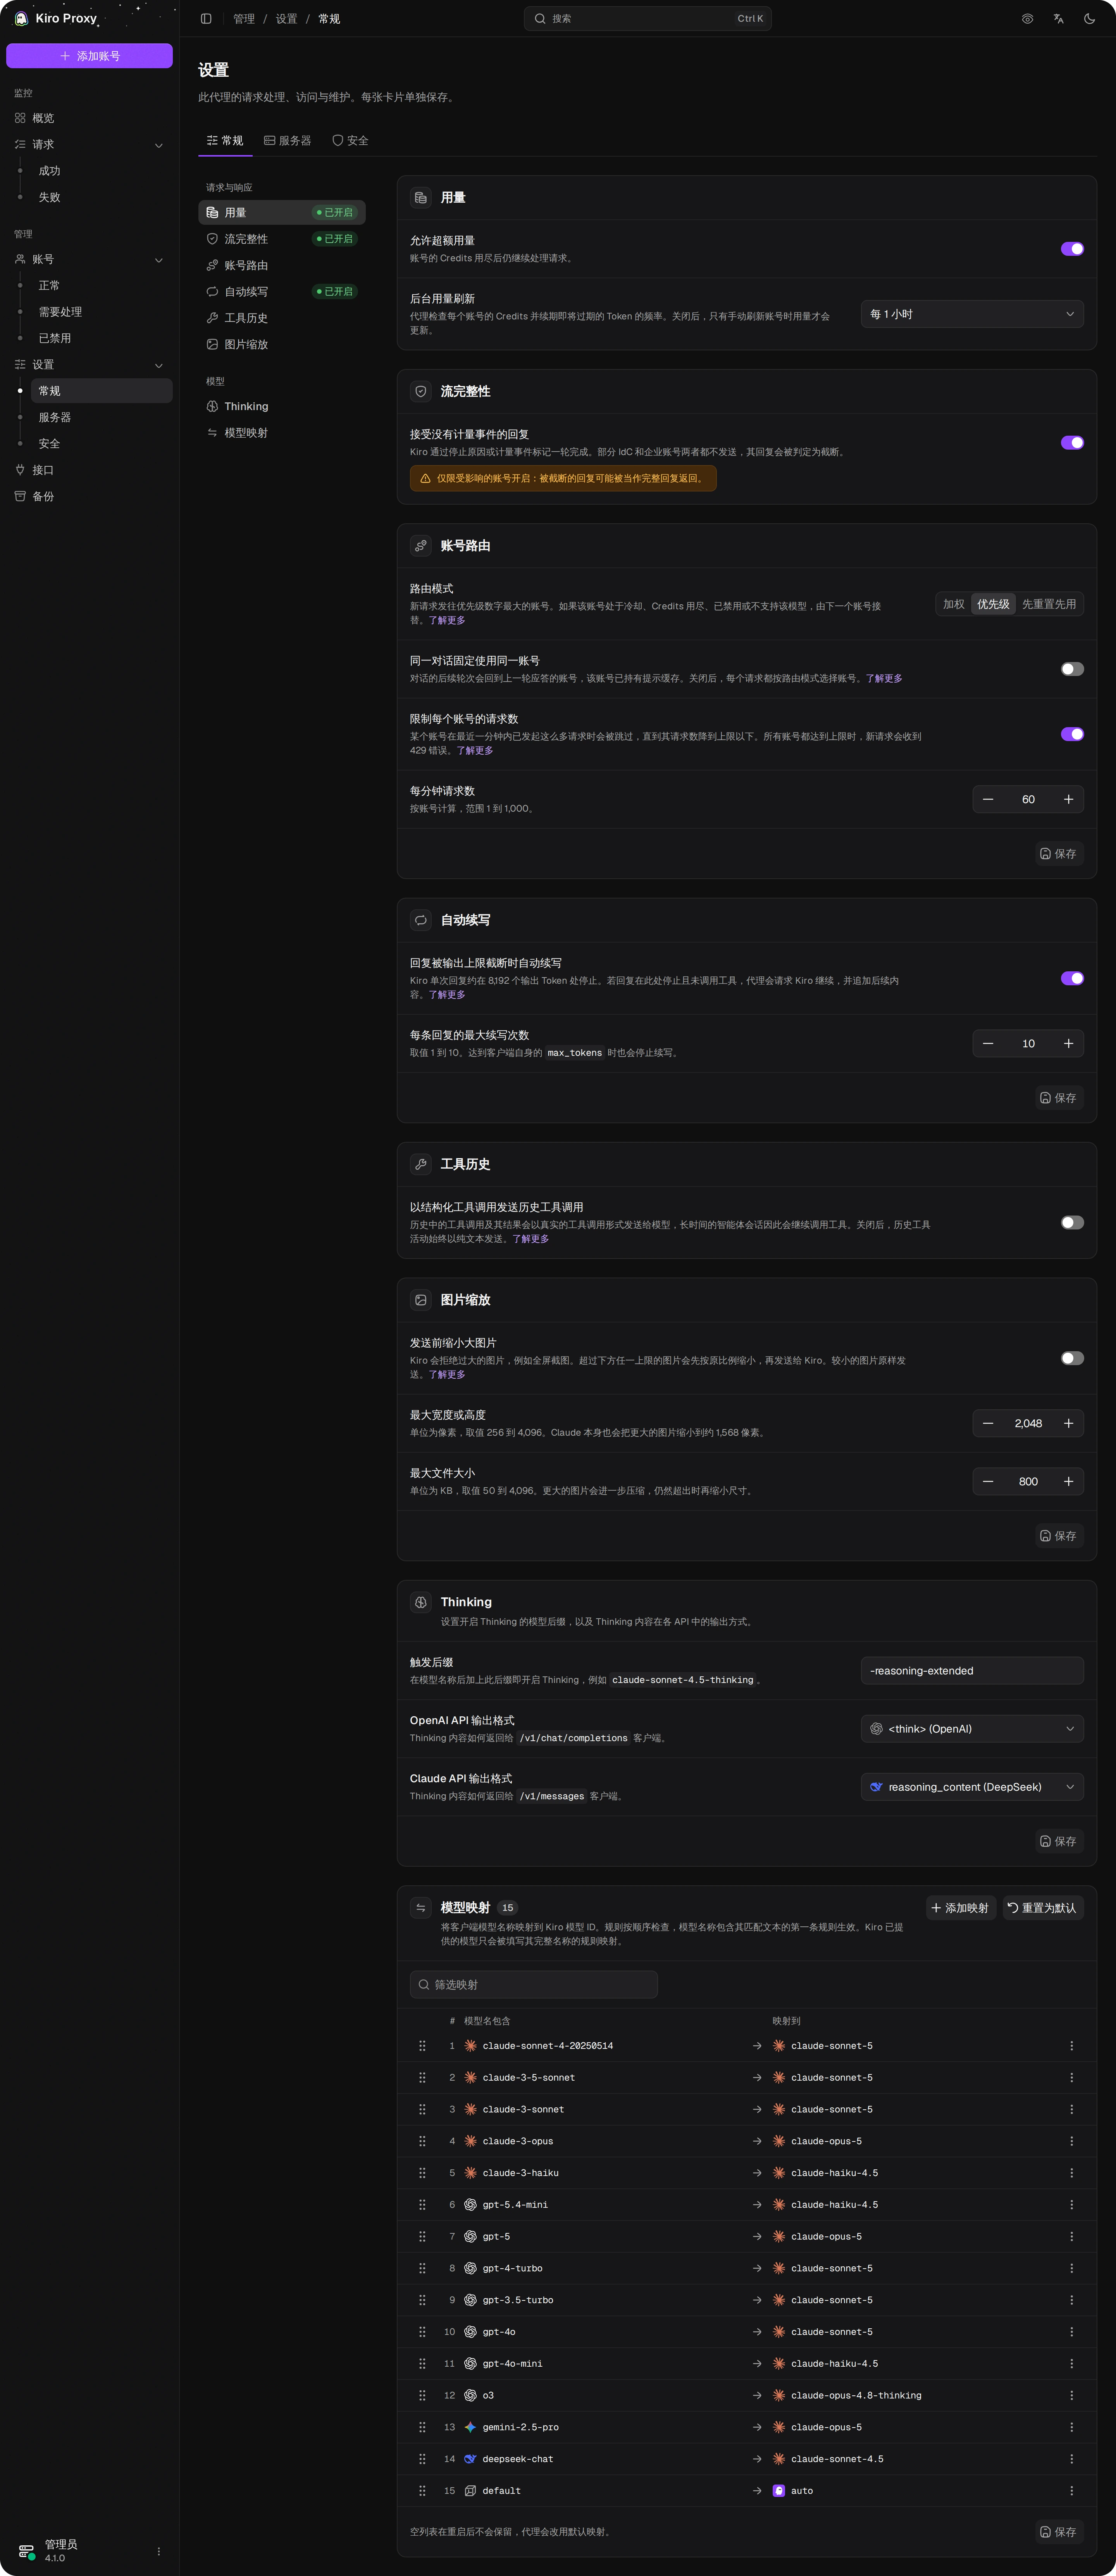 Kiro Proxy
管理 / 设置 / 常规
搜索
Ctrl K
添加账号
监控
概览
请求
成功
失败
管理
账号
正常
需要处理
已禁用
设置
常规
服务器
安全
接口
备份
管理员
4.1.0
设置
此代理的请求处理、访问与维护。每张卡片单独保存。
常规
服务器
安全
请求与响应
用量
已开启
流完整性
已开启
账号路由
自动续写
已开启
工具历史
图片缩放
模型
Thinking
模型映射
用量
允许超额用量
账号的 Credits 用尽后仍继续处理请求。
后台用量刷新
代理检查每个账号的 Credits 并续期即将过期的 Token 的频率。关闭后，只有手动刷新账号时用量才会
更新。
每 1 小时
流完整性
接受没有计量事件的回复
Kiro 通过停止原因或计量事件标记一轮完成。部分 IdC 和企业账号两者都不发送，其回复会被判定为截断。
仅限受影响的账号开启：被截断的回复可能被当作完整回复返回。
账号路由
路由模式
新请求发往优先级数字最大的账号。如果该账号处于冷却、Credits 用尽、已禁用或不支持该模型，由下一个账号接
替。了解更多
加权
优先级
先重置先用
同一对话固定使用同一账号
对话的后续轮次会回到上一轮应答的账号，该账号已持有提示缓存。关闭后，每个请求都按路由模式选择账号。了解更多
限制每个账号的请求数
某个账号在最近一分钟内已发起这么多请求时会被跳过，直到其请求数降到上限以下。所有账号都达到上限时，新请求会收到
429 错误。了解更多
每分钟请求数
按账号计算，范围 1 到 1,000。
60
保存
自动续写
回复被输出上限截断时自动续写
Kiro 单次回复约在 8,192 个输出 Token 处停止。若回复在此处停止且未调用工具，代理会请求 Kiro 继续，并追加后续内
容。了解更多
每条回复的最大续写次数
取值 1 到 10。达到客户端自身的 max_tokens 时也会停止续写。
10
保存
工具历史
以结构化工具调用发送历史工具调用
历史中的工具调用及其结果会以真实的工具调用形式发送给模型，长时间的智能体会话因此会继续调用工具。关闭后，历史工具
活动始终以纯文本发送。了解更多
图片缩放
发送前缩小大图片
Kiro 会拒绝过大的图片，例如全屏截图。超过下方任一上限的图片会先按原比例缩小，再发送给 Kiro。较小的图片原样发
送。了解更多
最大宽度或高度
单位为像素，取值 256 到 4,096。Claude 本身也会把更大的图片缩小到约 1,568 像素。
2,048
最大文件大小
单位为 KB，取值 50 到 4,096。更大的图片会进一步压缩，仍然超出时再缩小尺寸。
800
保存
Thinking
设置开启 Thinking 的模型后缀，以及 Thinking 内容在各 API 中的输出方式。
触发后缀
在模型名称后加上此后缀即开启 Thinking，例如 claude-sonnet-4.5-thinking。
-reasoning-extended
OpenAI API 输出格式
Thinking 内容如何返回给 /v1/chat/completions 客户端。
<think> (OpenAI)
Claude API 输出格式
Thinking 内容如何返回给 /v1/messages 客户端。
reasoning_content (DeepSeek)
保存
模型映射 15
添加映射
重置为默认
将客户端模型名称映射到 Kiro 模型 ID。规则按顺序检查，模型名称包含其匹配文本的第一条规则生效。Kiro 已提
供的模型只会被填写其完整名称的规则映射。
筛选映射
# 模型名包含 映射到
1 claude-sonnet-4-20250514 → claude-sonnet-5
2 claude-3-5-sonnet → claude-sonnet-5
3 claude-3-sonnet → claude-sonnet-5
4 claude-3-opus → claude-opus-5
5 claude-3-haiku → claude-haiku-4.5
6 gpt-5.4-mini → claude-haiku-4.5
7 gpt-5 → claude-opus-5
8 gpt-4-turbo → claude-sonnet-5
9 gpt-3.5-turbo → claude-sonnet-5
10 gpt-4o → claude-sonnet-5
11 gpt-4o-mini → claude-haiku-4.5
12 o3 → claude-opus-4.8-thinking
13 gemini-2.5-pro → claude-opus-5
14 deepseek-chat → claude-sonnet-4.5
15 default → auto
空列表在重启后不会保留，代理会改用默认映射。
保存